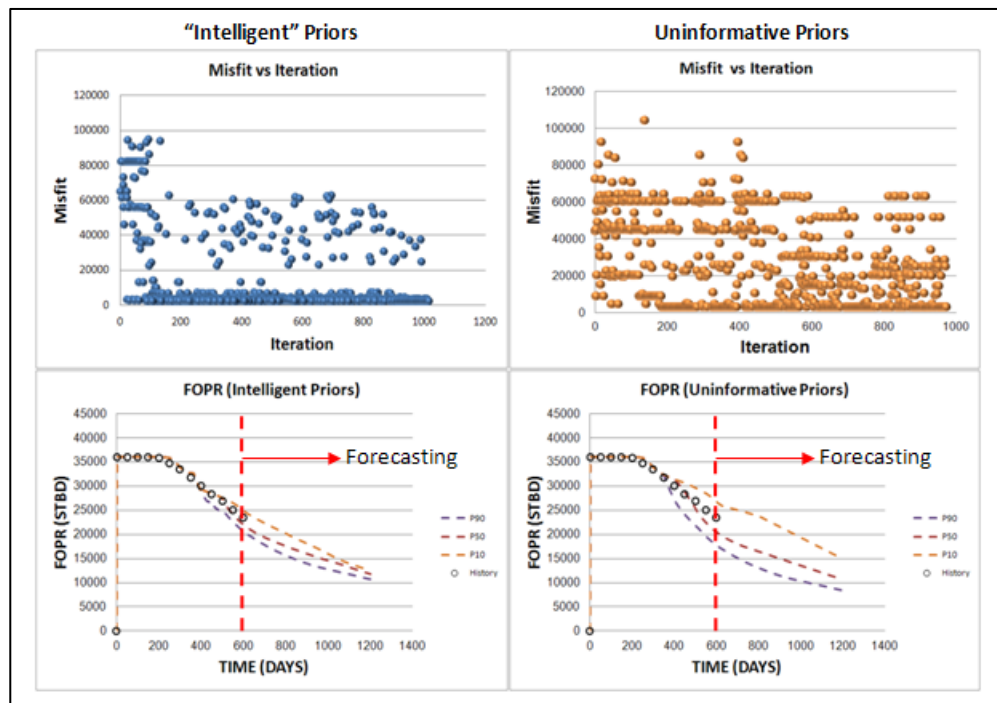 “Intelligent” Priors
Misfit vs Iteration
120000
100000
80000
60000
40000
20000
0
Misfit
0 200 400 600 800 1000 1200
Iteration
Uninformative Priors
Misfit vs Iteration
120000
100000
80000
60000
40000
20000
0
Misfit
0 200 400 600 800 1000
Iteration
FOPR (Intelligent Priors)
45000
40000
35000
30000
25000
20000
15000
10000
5000
0
FOPR (STBD)
Forecasting
P90
P50
P10
History
0 200 400 600 800 1000 1200 1400
TIME (DAYS)
FOPR (Uninformative Priors)
45000
40000
35000
30000
25000
20000
15000
10000
5000
0
FOPR (STBD)
Forecasting
P90
P50
P10
History
0 200 400 600 800 1000 1200 1400
TIME (DAYS)